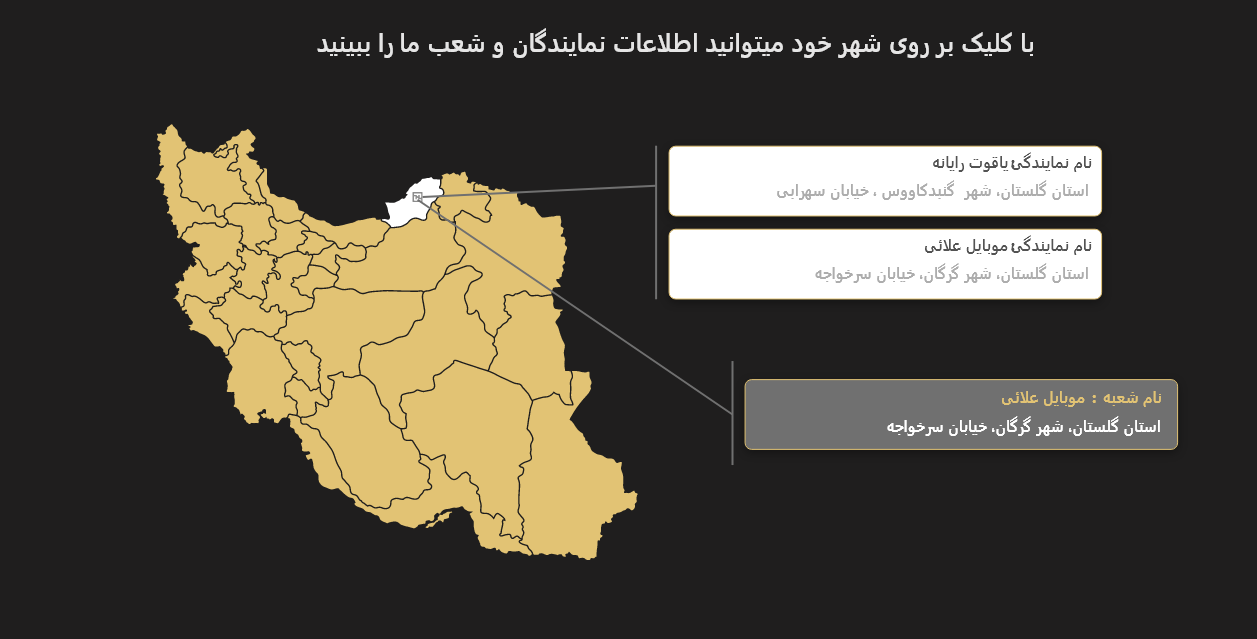 با کلیک بر روی شهر خود میتوانید اطلاعات نمایندگان و شعب ما را ببینید
نام نمایندگی: یاقوت رایانه
استان گلستان، شهر گنبدکاووس ، خیابان سهرابی
نام نمایندگی: موبایل علائی
استان گلستان، شهر گرگان، خیابان سرخواجه
نام شعبه : موبایل علائی
استان گلستان، شهر گرگان، خیابان سرخواجه